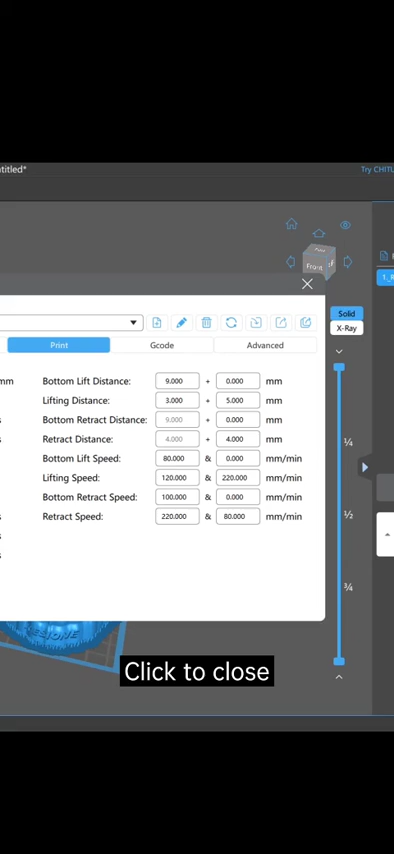 ntitled*
Try CHITU
Front
Solid
X-Ray
Print
Gcode
Advanced
mm
Bottom Lift Distance: 9.000 + 0.000 mm
Lifting Distance: 3.000 + 5.000 mm
Bottom Retract Distance: 9.000 + 0.000 mm
Retract Distance: 4.000 + 4.000 mm
Bottom Lift Speed: 80.000 & 0.000 mm/min
Lifting Speed: 120.000 & 220.000 mm/min
Bottom Retract Speed: 100.000 & 0.000 mm/min
Retract Speed: 220.000 & 80.000 mm/min
¼
½
¾
Click to close